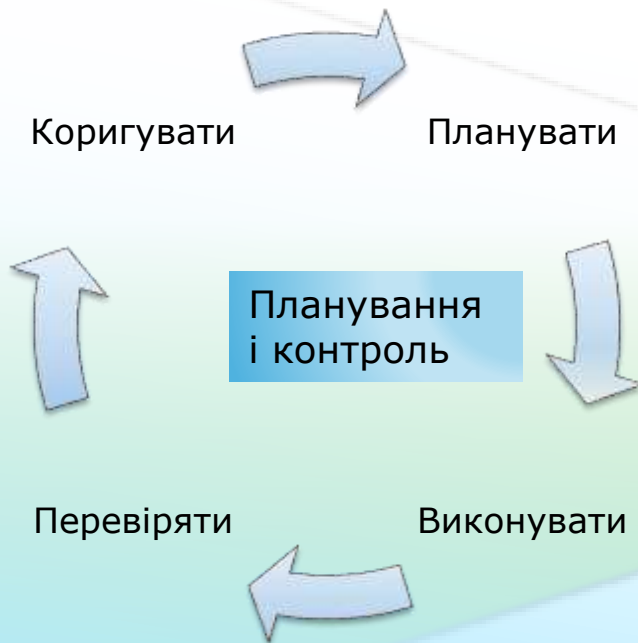 Коригувати
Планувати
Планування
і контроль
Перевіряти
Виконувати